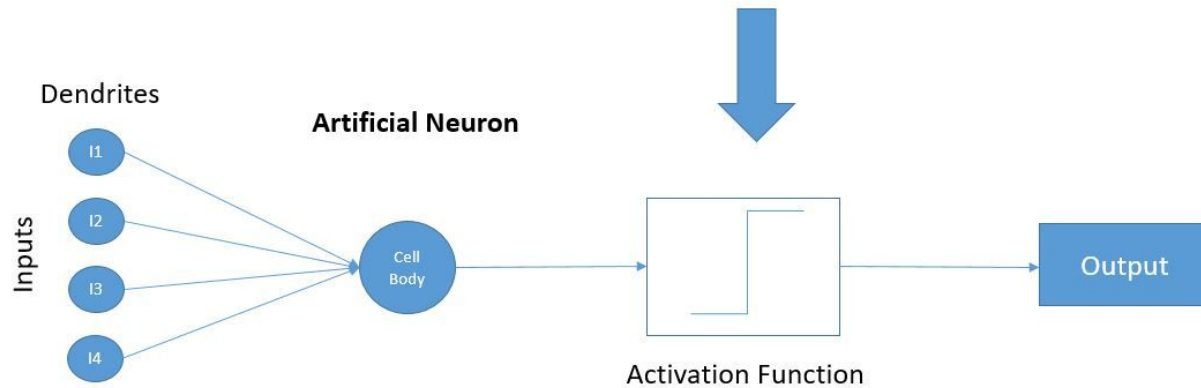 Dendrites
Artificial Neuron
Inputs
I1
I2
I3
I4
Cell
Body
Output
Activation Function